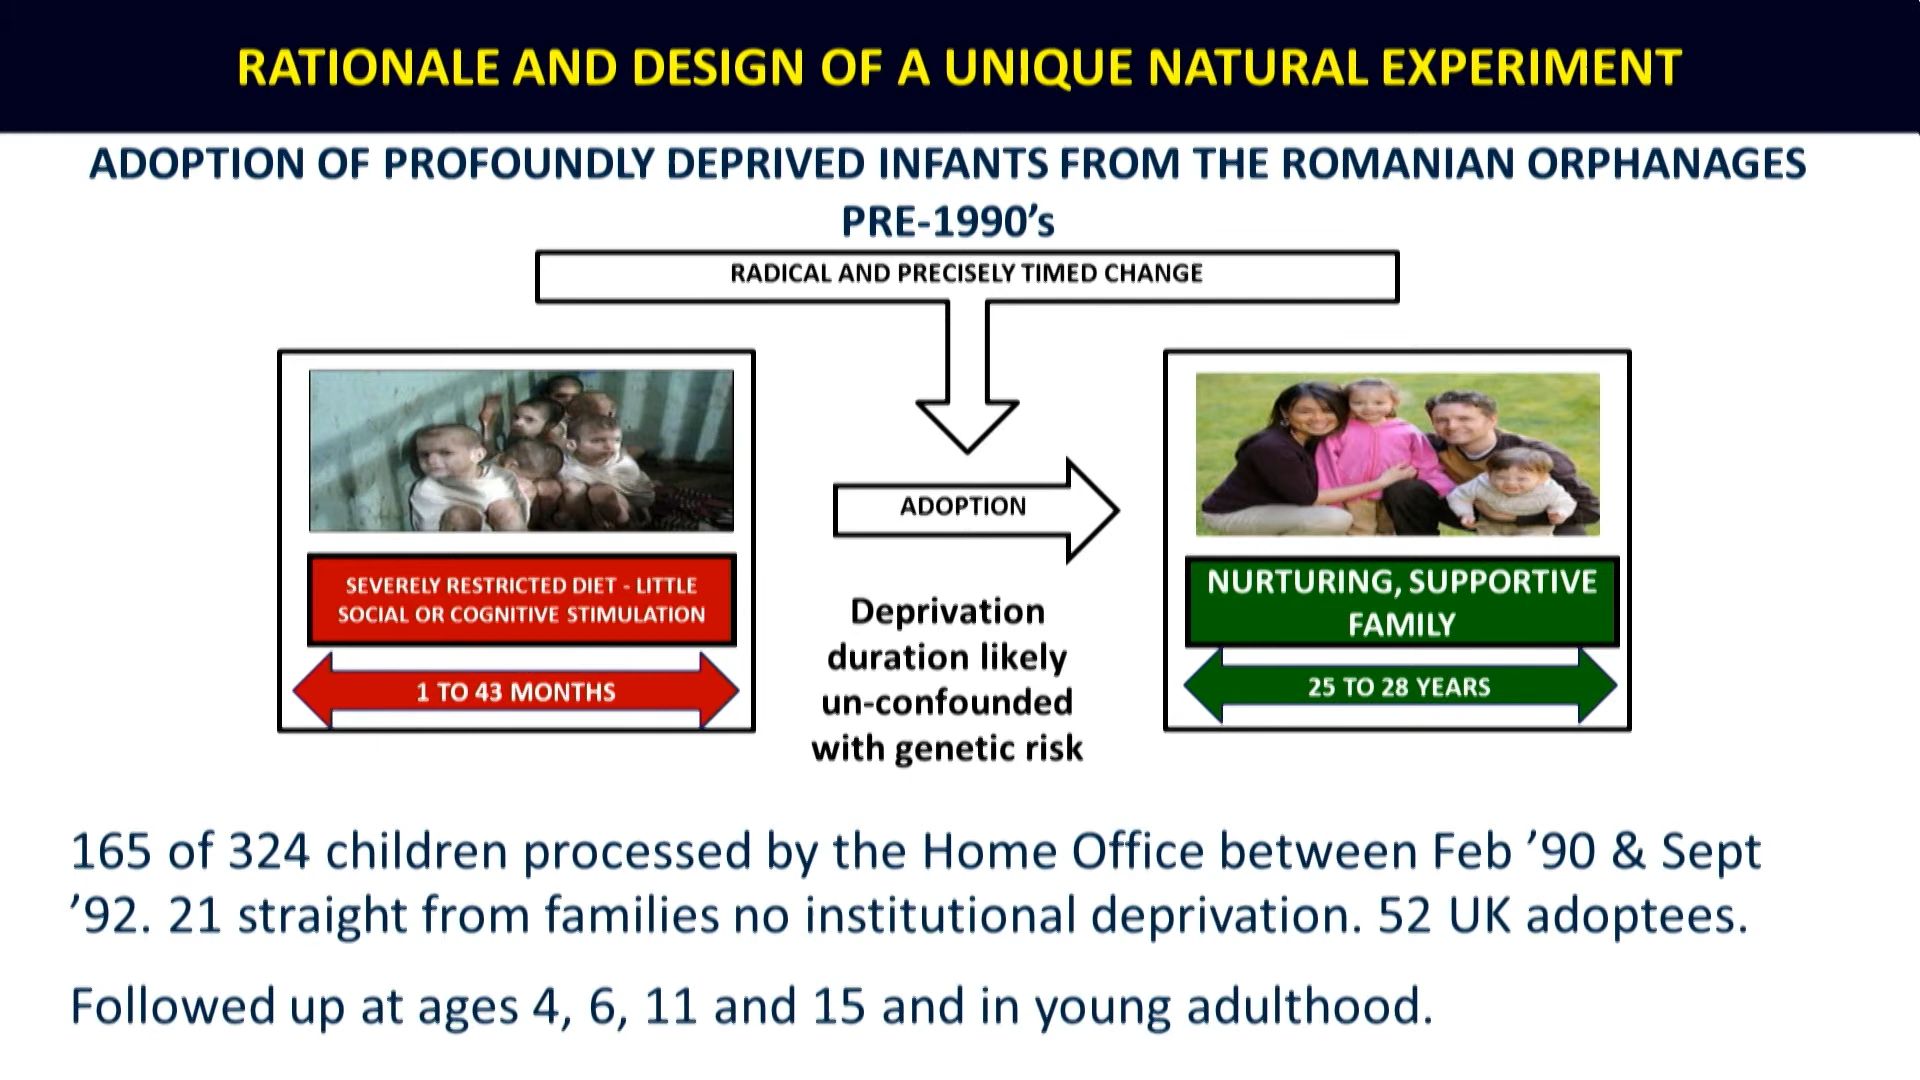 RATIONALE AND DESIGN OF A UNIQUE NATURAL EXPERIMENT
ADOPTION OF PROFOUNDLY DEPRIVED INFANTS FROM THE ROMANIAN ORPHANAGES
PRE-1990’s
RADICAL AND PRECISELY TIMED CHANGE
SEVERELY RESTRICTED DIET - LITTLE
SOCIAL OR COGNITIVE STIMULATION
1 TO 43 MONTHS
ADOPTION
Deprivation
duration likely
un-confounded
with genetic risk
NURTURING, SUPPORTIVE
FAMILY
25 TO 28 YEARS
165 of 324 children processed by the Home Office between Feb ’90 & Sept
’92. 21 straight from families no institutional deprivation. 52 UK adoptees.
Followed up at ages 4, 6, 11 and 15 and in young adulthood.